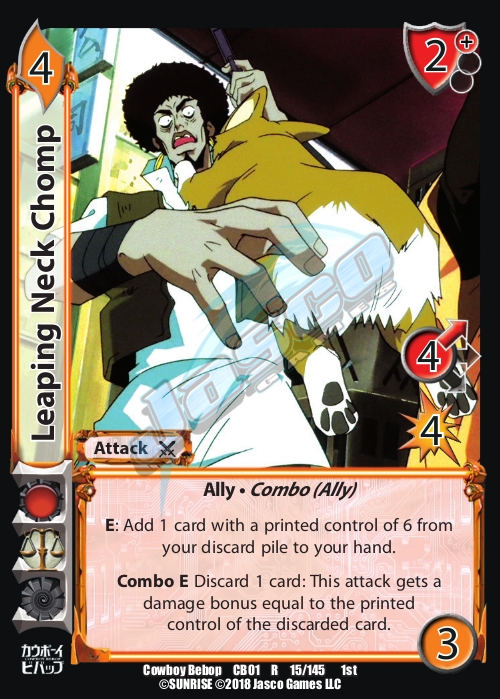 4
2
+
Leaping Neck Chomp
Jasco
4
4
Attack
Ally • Combo (Ally)
E: Add 1 card with a printed control of 6 from
your discard pile to your hand.
Combo E Discard 1 card: This attack gets a
damage bonus equal to the printed
control of the discarded card.
3
カウボーイ
ビバップ
Cowboy Bebop CB01 R 15/145 1st
©SUNRISE ©2018 Jasco Games LLC